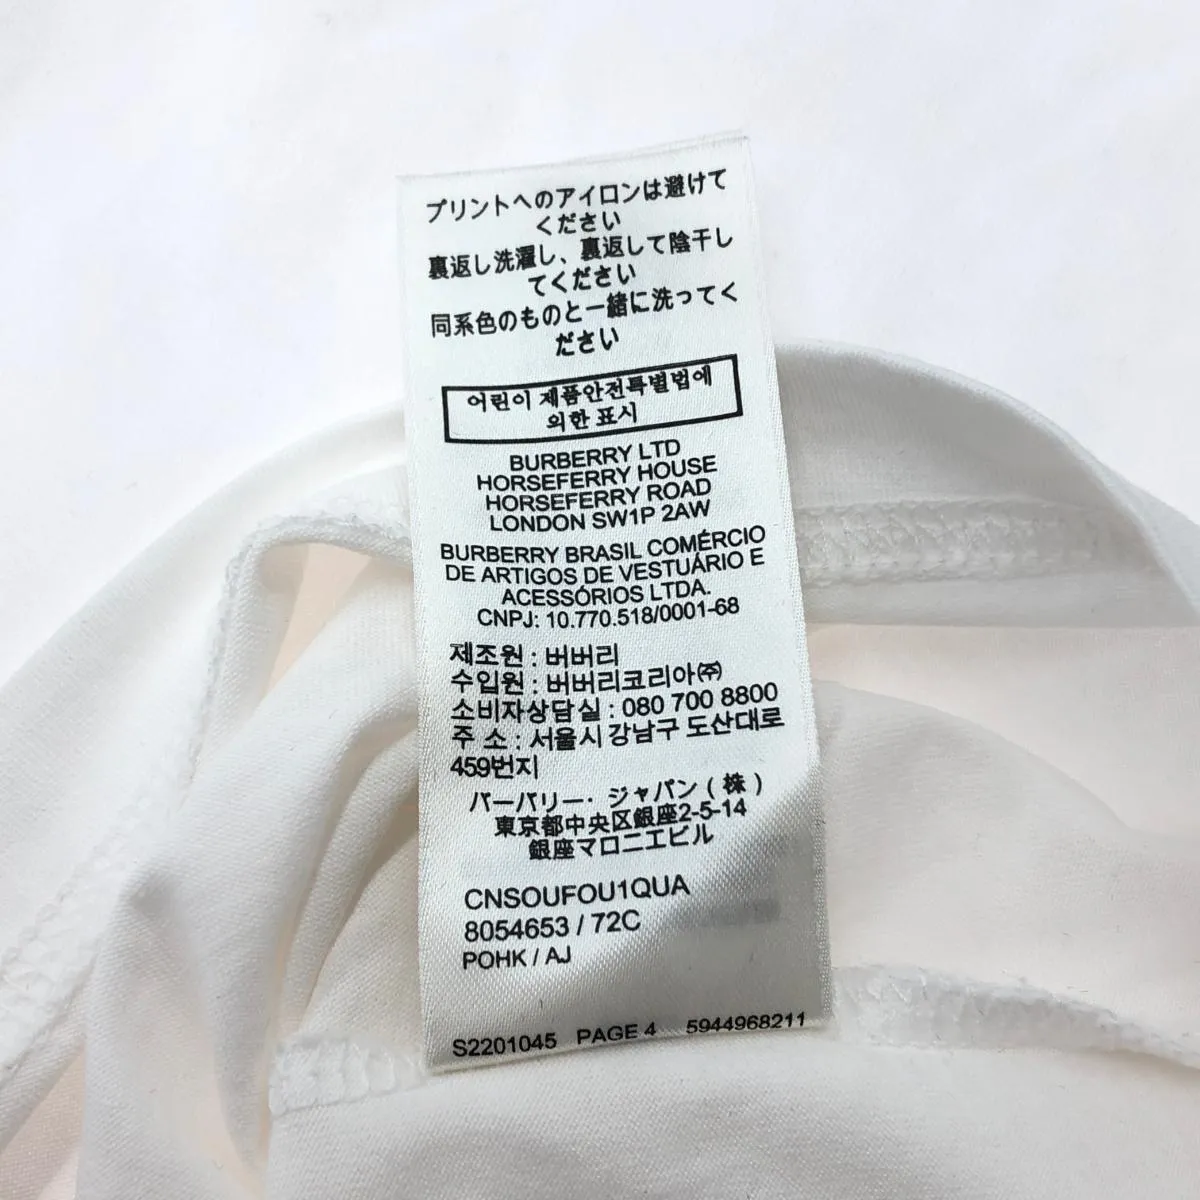 プリントへのアイロンは避けて
ください
裏返し洗濯し、裏返して陰干し
てください
同系色のものと一緒に洗ってく
ださい
어린이 제품안전특별법에
의한 표시
BURBERRY LTD
HORSEFERRY HOUSE
HORSEFERRY ROAD
LONDON SW1P 2AW
BURBERRY BRASIL COMÉRCIO
DE ARTIGOS DE VESTUÁRIO E
ACESSÓRIOS LTDA.
CNPJ: 10.770.518/0001-68
제조원 : 버버리
수입원 : 버버리코리아㈜
소비자상담실 : 080 700 8800
주 소 : 서울시 강남구 도산대로
459번지
バーバリー・ジャパン ( 株 )
東京都中央区銀座2-5-14
銀座マロニエビル
CNSOUFOU1QUA
8054653 / 72C
POHK / AJ
S2201045 PAGE 4 5944968211